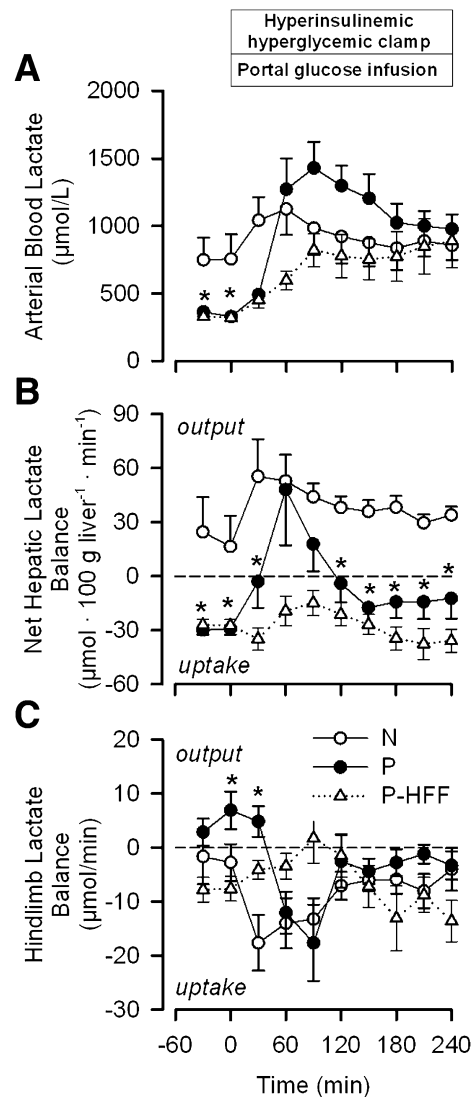 Hyperinsulinemic
hyperglycemic clamp
Portal glucose infusion
A
Arterial Blood Lactate
(µmol/L)
2000
1500
1000
500
0
* *
B
Net Hepatic Lactate
Balance
(µmol · 100 g liver⁻¹ · min⁻¹)
90
60
30
0
-30
-60
output
* * * * * * * *
uptake
C
Hindlimb Lactate
Balance
(µmol/min)
20
10
0
-10
-20
-30
output
* *
N
P
P-HFF
uptake
-60 0 60 120 180 240
Time (min)